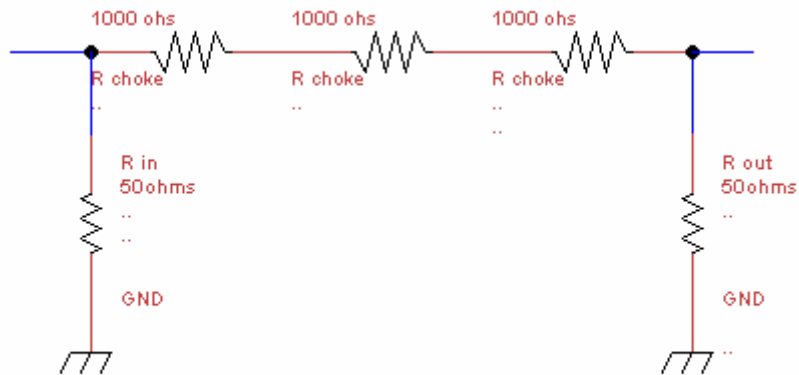 1000 ohs 1000 ohs 1000 ohs
R choke R choke R choke
.. .. ..
..
R in R out
50ohms 50ohms
.. ..
..
GND GND
..